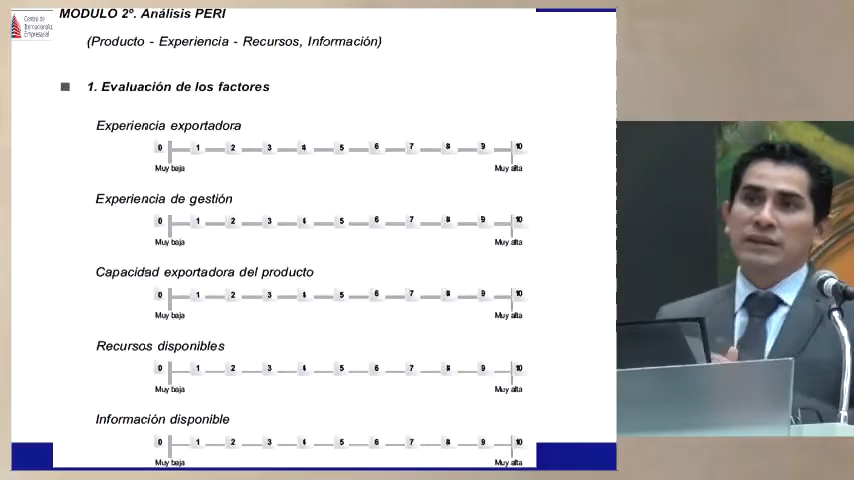 Centro de
Internacionaliz
Empresarial
MODULO 2º. Análisis PERI
(Producto - Experiencia - Recursos, Información)
1. Evaluación de los factores
Experiencia exportadora
0 1 2 3 4 5 6 7 8 9 10
Muy baja Muy alta
Experiencia de gestión
0 1 2 3 4 5 6 7 8 9 10
Muy baja Muy alta
Capacidad exportadora del producto
0 1 2 3 4 5 6 7 8 9 10
Muy baja Muy alta
Recursos disponibles
0 1 2 3 4 5 6 7 8 9 10
Muy baja Muy alta
Información disponible
0 1 2 3 4 5 6 7 8 9 10
Muy baja Muy alta